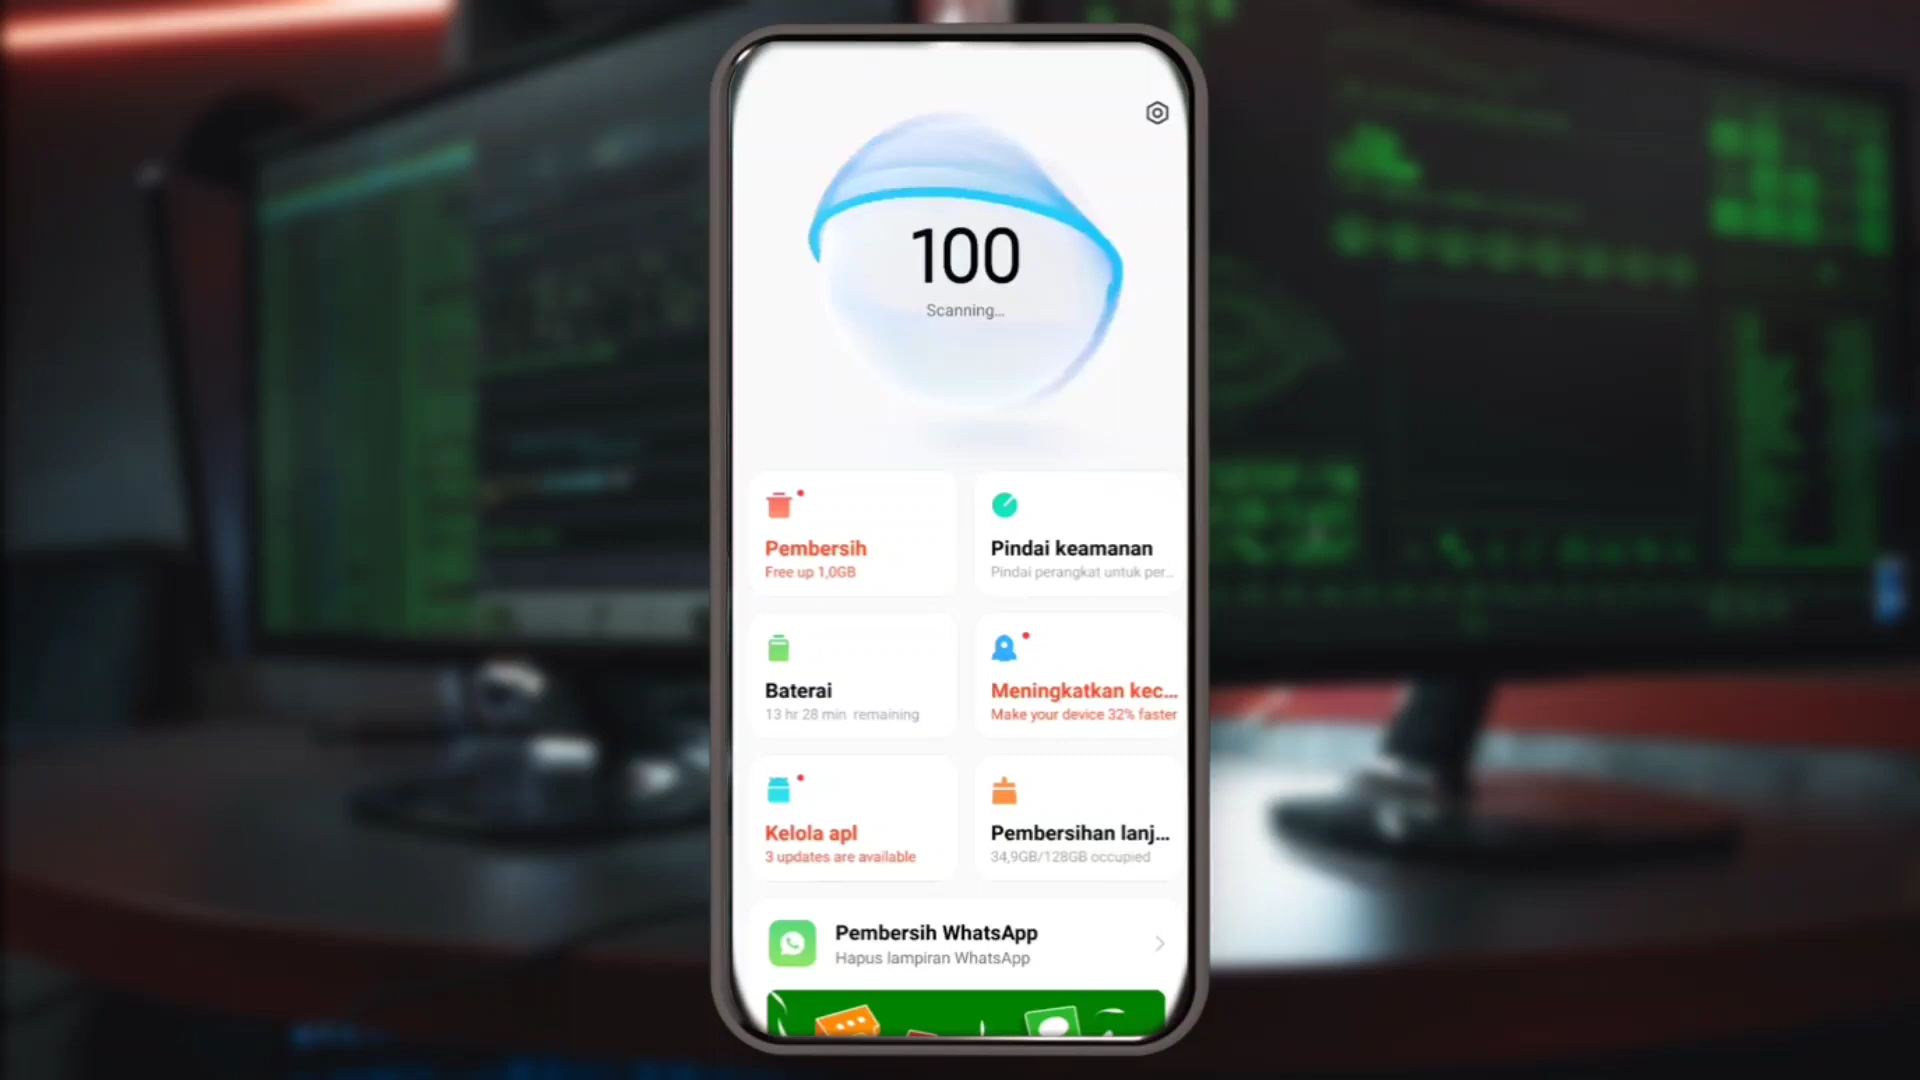 100
Scanning...
Pembersih
Free up 1,0GB
Pindai keamanan
Pindai perangkat untuk per...
Baterai
13 hr 28 min remaining
Meningkatkan kec...
Make your device 32% faster
Kelola apl
3 updates are available
Pembersihan lanj...
34,9GB/128GB occupied
Pembersih WhatsApp
Hapus lampiran WhatsApp